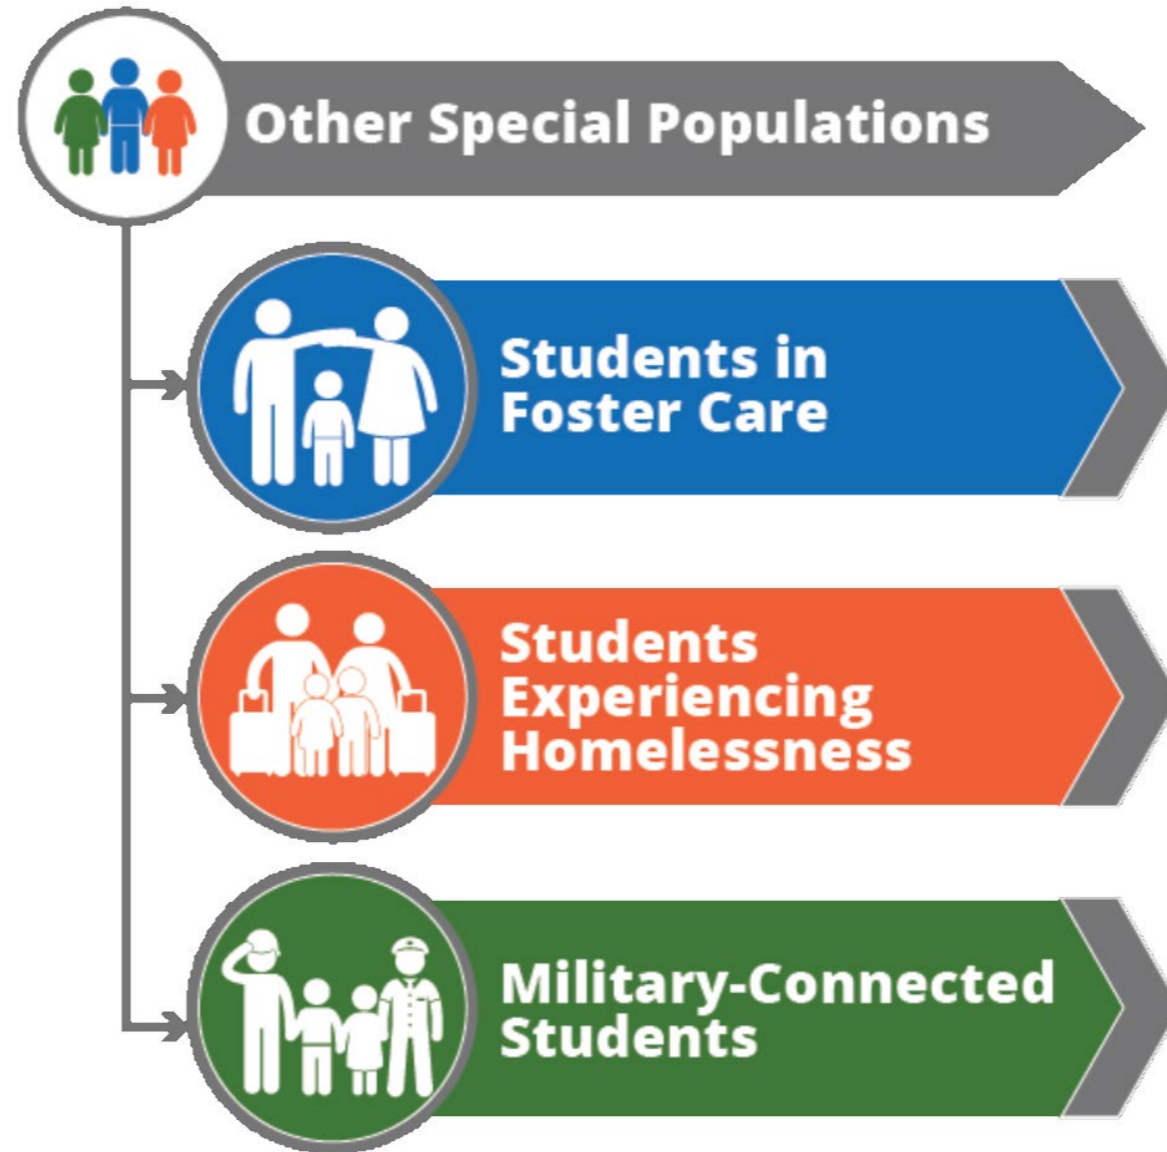 Other Special Populations
Students in
Foster Care
Students
Experiencing
Homelessness
Military-Connected
Students